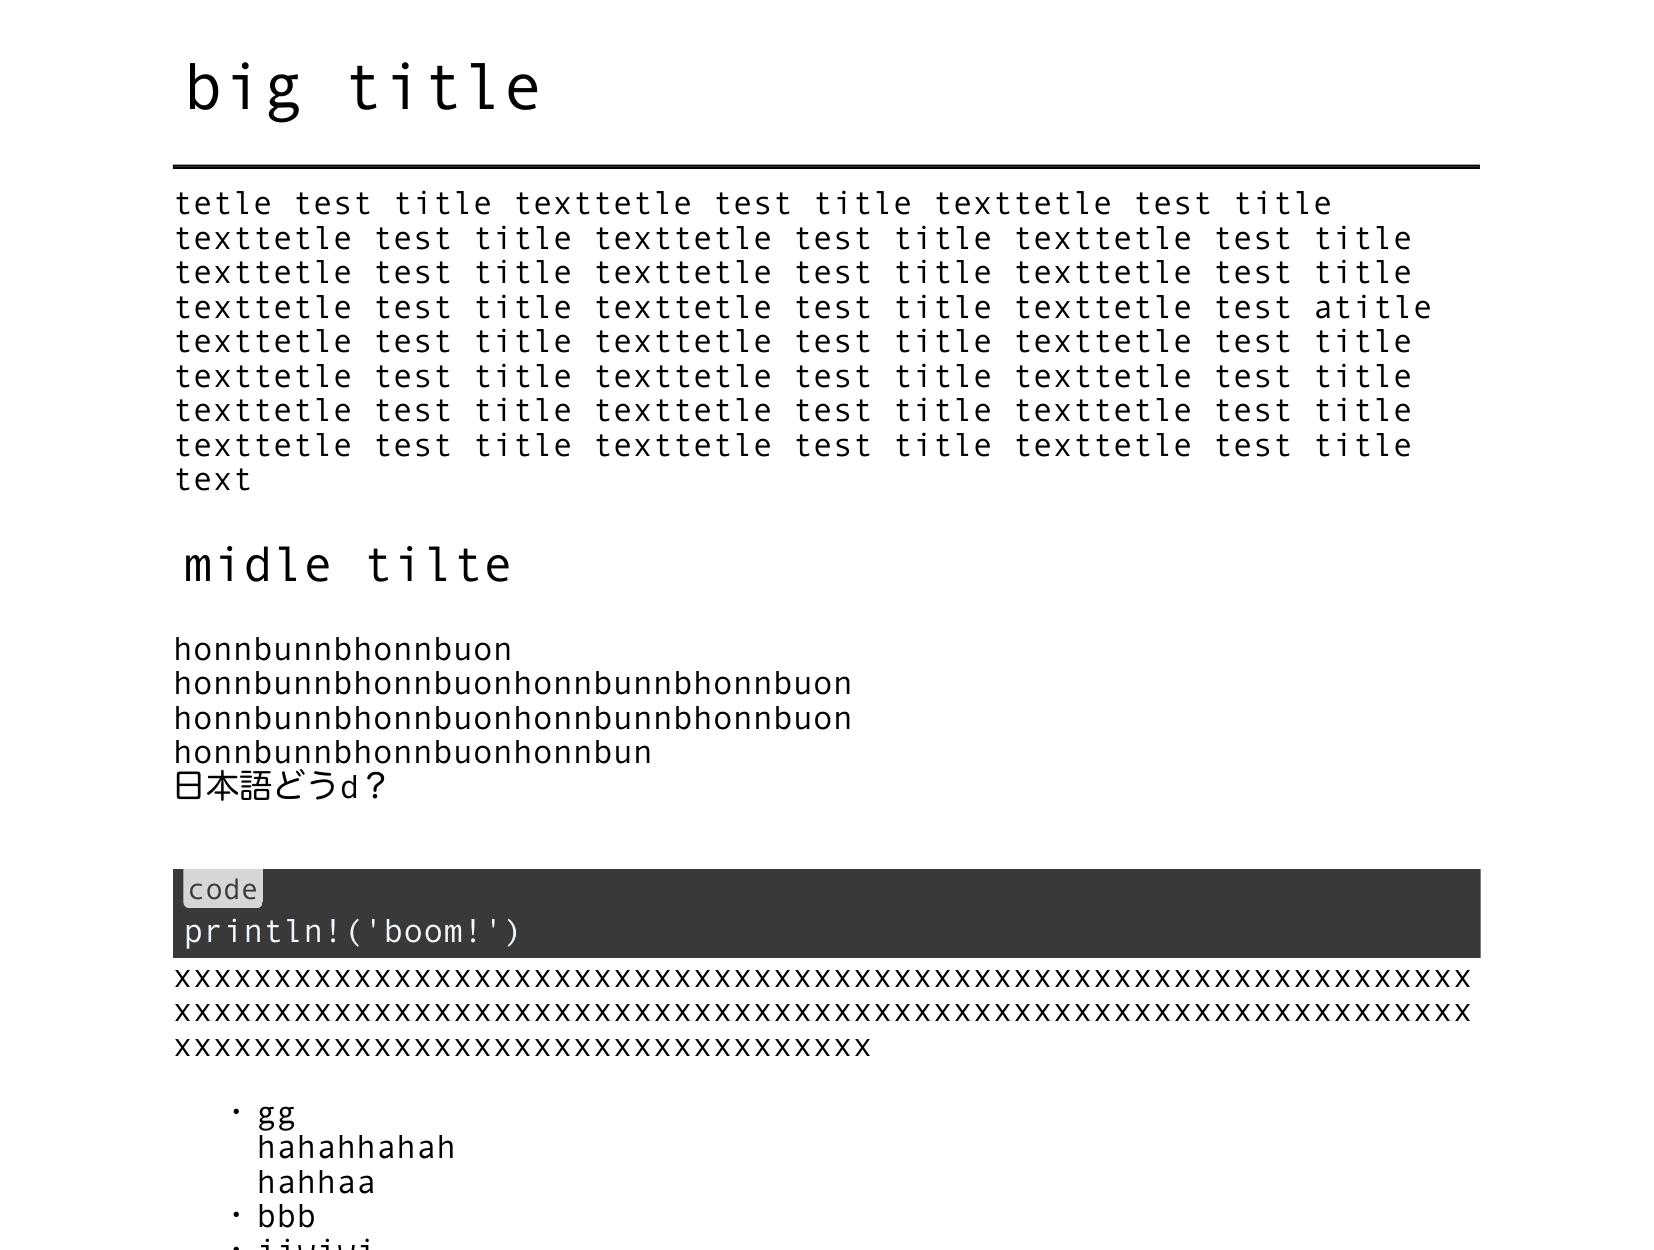 big title
tetle test title texttetle test title texttetle test title
texttetle test title texttetle test title texttetle test title
texttetle test title texttetle test title texttetle test title
texttetle test title texttetle test title texttetle test atitle
texttetle test title texttetle test title texttetle test title
texttetle test title texttetle test title texttetle test title
texttetle test title texttetle test title texttetle test title
texttetle test title texttetle test title texttetle test title
text
midle tilte
honnbunnbhonnbuon
honnbunnbhonnbuonhonnbunnbhonnbuon
honnbunnbhonnbuonhonnbunnbhonnbuon
honnbunnbhonnbuonhonnbun
日本語どうd？
code
println!('boom!')
xxxxxxxxxxxxxxxxxxxxxxxxxxxxxxxxxxxxxxxxxxxxxxxxxxxxxxxxxxxxxxxxx
xxxxxxxxxxxxxxxxxxxxxxxxxxxxxxxxxxxxxxxxxxxxxxxxxxxxxxxxxxxxxxxxx
xxxxxxxxxxxxxxxxxxxxxxxxxxxxxxxxxxx
・gg
hahahhahah
hahhaa
・bbb